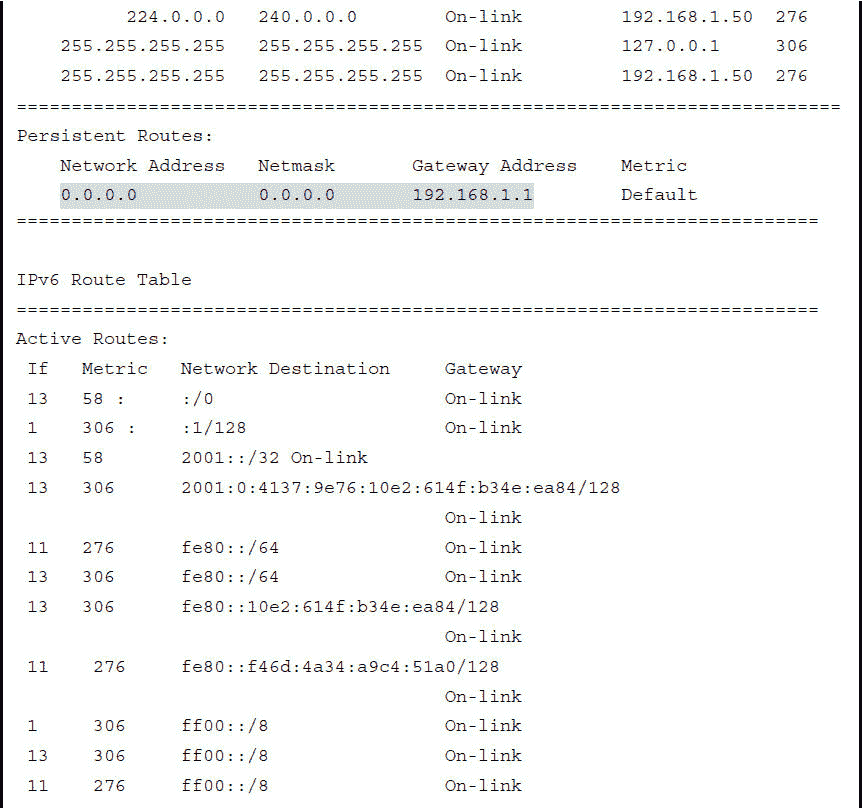 224.0.0.0 240.0.0.0 On-link 192.168.1.50 276
255.255.255.255 255.255.255.255 On-link 127.0.0.1 306
255.255.255.255 255.255.255.255 On-link 192.168.1.50 276
===========================================================================
Persistent Routes:
Network Address Netmask Gateway Address Metric
0.0.0.0 0.0.0.0 192.168.1.1 Default
=========================================================================
IPv6 Route Table
=========================================================================
Active Routes:
If Metric Network Destination Gateway
13 58 : :/0 On-link
1 306 : :1/128 On-link
13 58 2001::/32 On-link
13 306 2001:0:4137:9e76:10e2:614f:b34e:ea84/128
On-link
11 276 fe80::/64 On-link
13 306 fe80::/64 On-link
13 306 fe80::10e2:614f:b34e:ea84/128
On-link
11 276 fe80::f46d:4a34:a9c4:51a0/128
On-link
1 306 ff00::/8 On-link
13 306 ff00::/8 On-link
11 276 ff00::/8 On-link